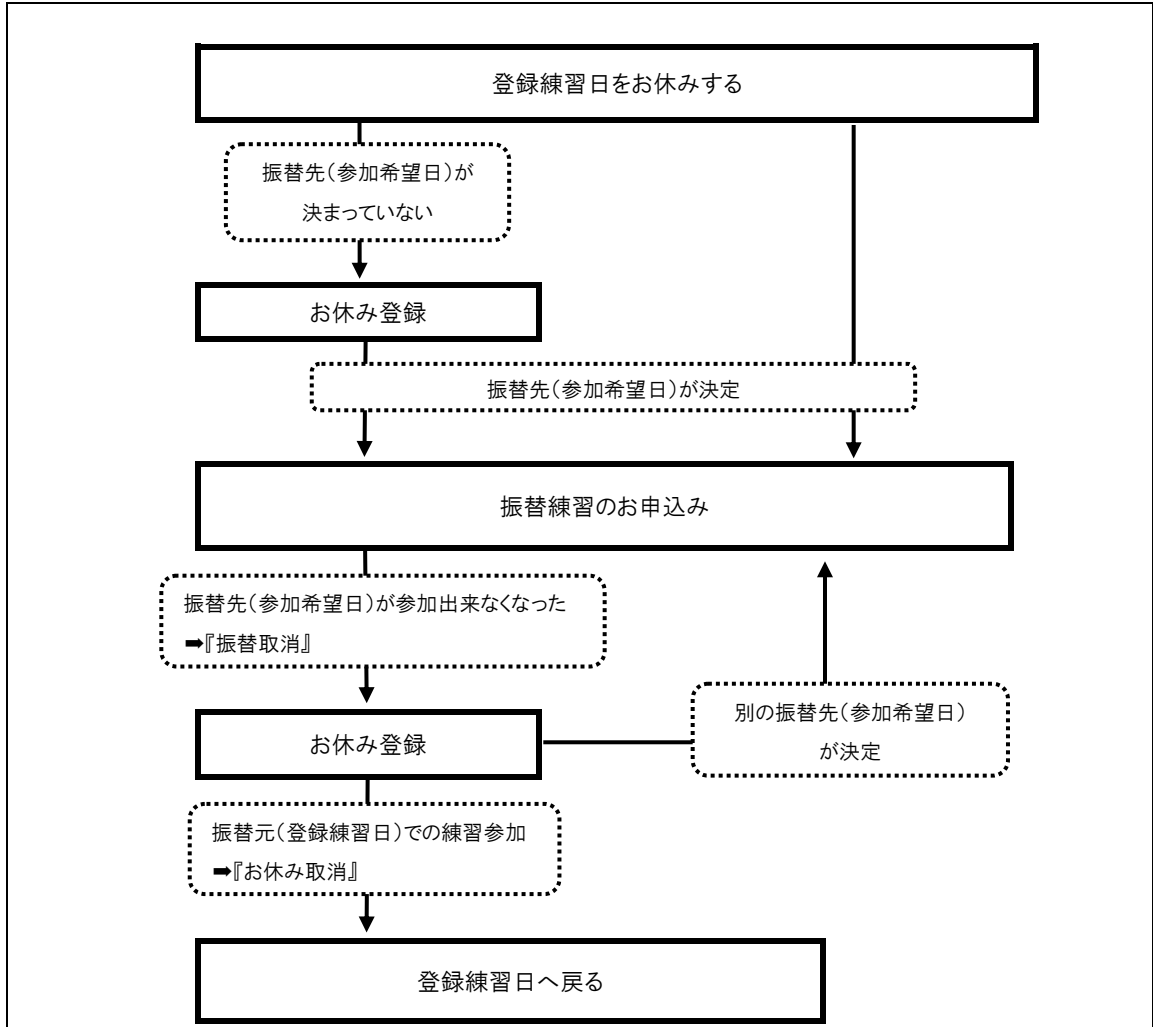 登録練習日をお休みする
振替先（参加希望日）が
決まっていない
お休み登録
振替先（参加希望日）が決定
振替練習のお申込み
振替先（参加希望日）が参加出来なくなった
➡『振替取消』
お休み登録
別の振替先（参加希望日）
が決定
振替元（登録練習日）での練習参加
➡『お休み取消』
登録練習日へ戻る